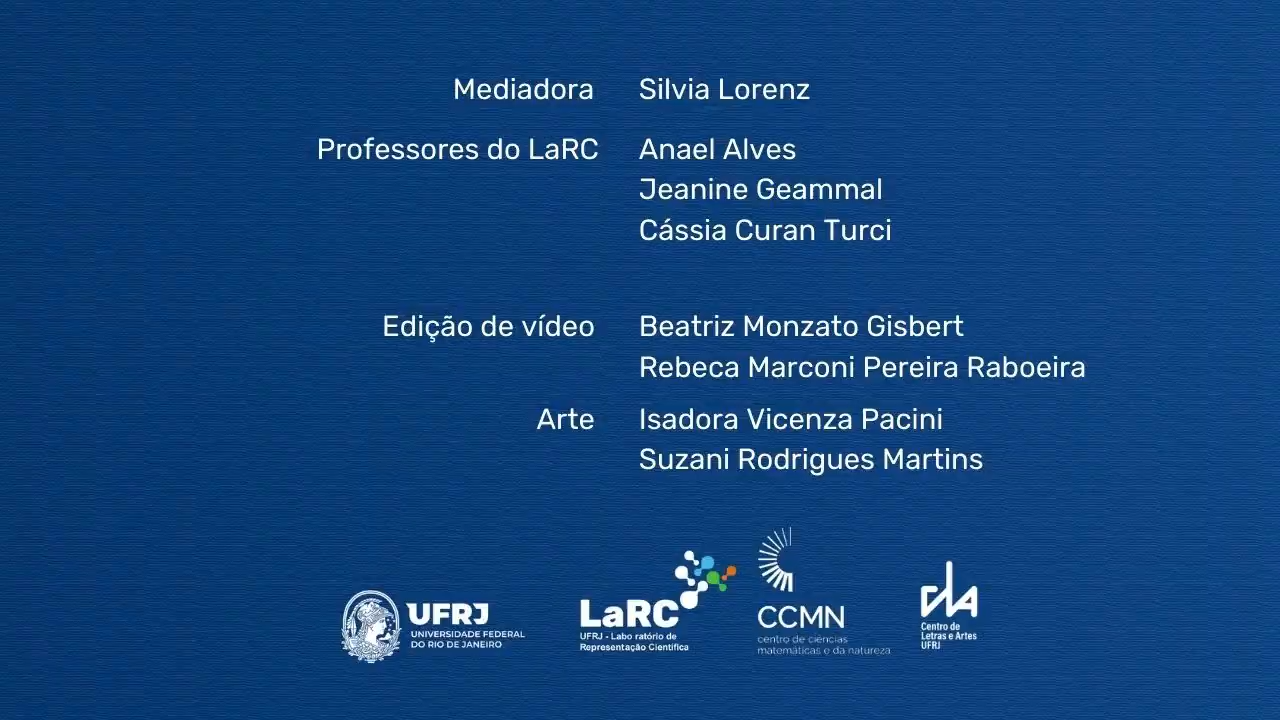 Mediadora Silvia Lorenz
Professores do LaRC Anael Alves
Jeanine Geammal
Cássia Curan Turci
Edição de vídeo Beatriz Monzato Gisbert
Rebeca Marconi Pereira Raboeira
Arte Isadora Vicenza Pacini
Suzani Rodrigues Martins
UFRJ
UNIVERSIDADE FEDERAL
DO RIO DE JANEIRO
LaRC
UFRJ - Labo ratório de
Representação Científica
CCMN
centro de ciências
matemáticas e da natureza
cla
Centro de
Letras e Artes
UFRJ